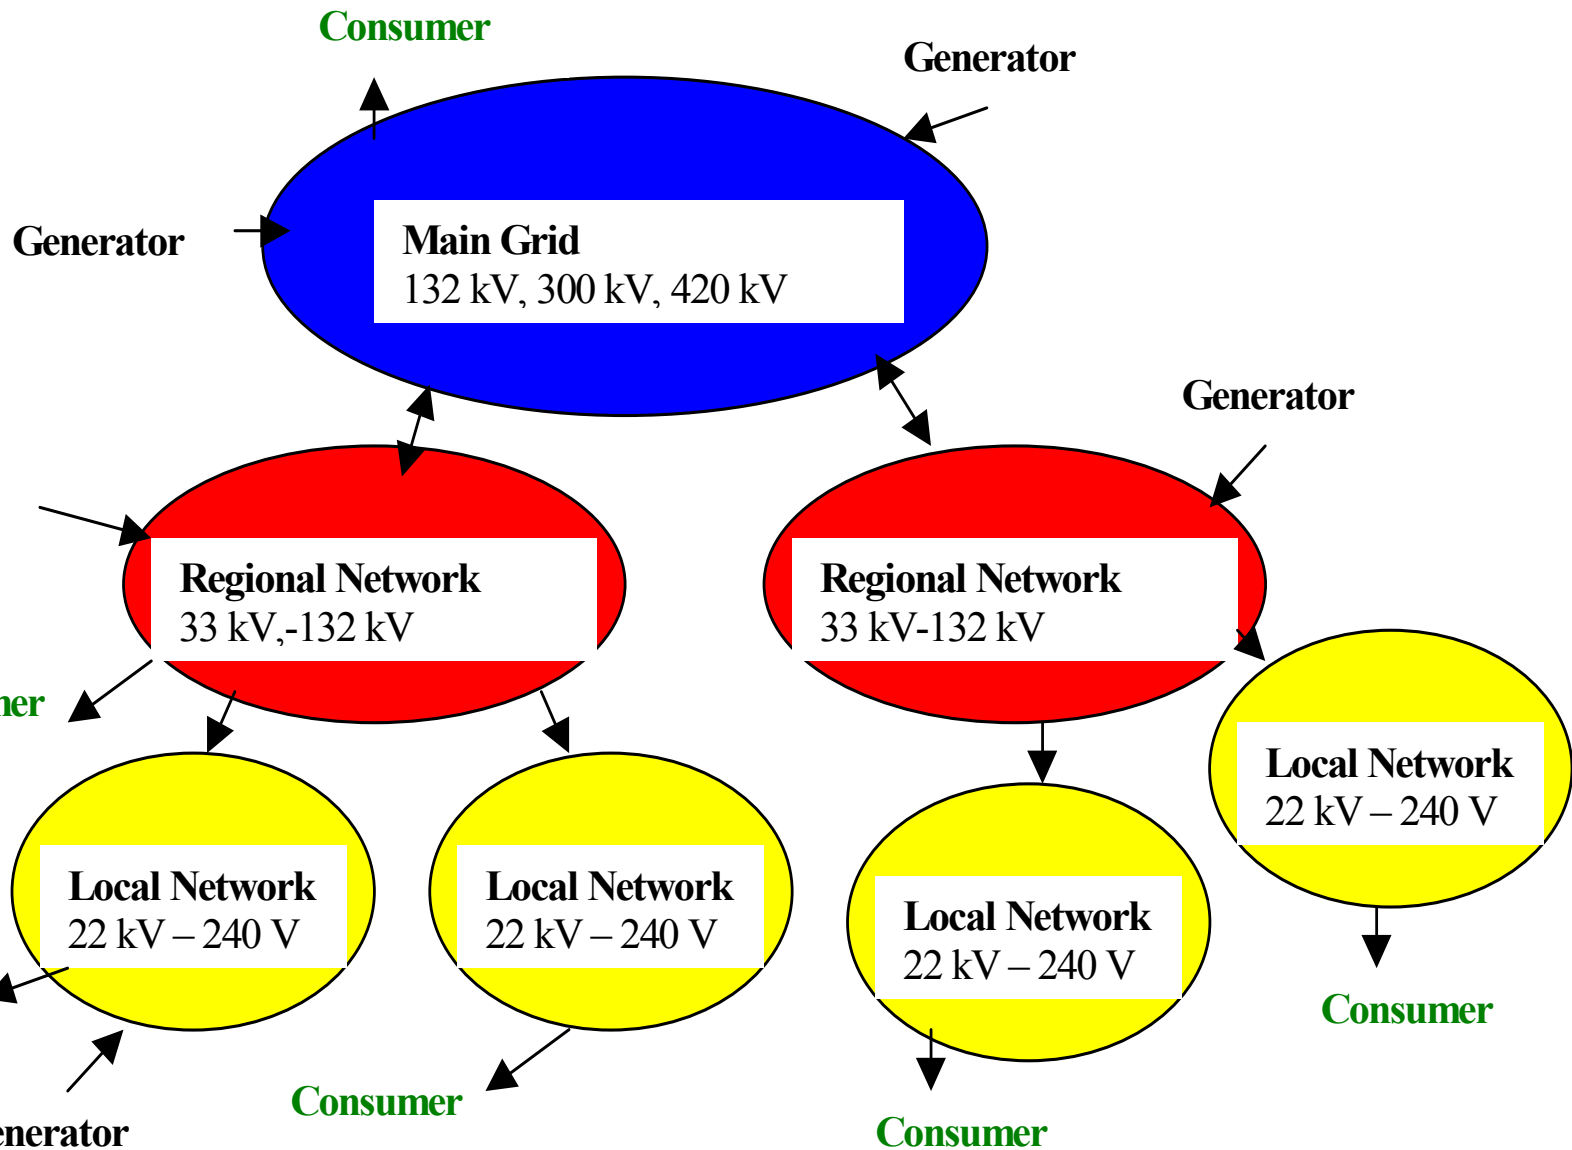 Consumer
Generator
Generator
Main Grid
132 kV, 300 kV, 420 kV
Generator
Regional Network
33 kV,-132 kV
Regional Network
33 kV-132 kV
mer
Local Network
22 kV – 240 V
Local Network
22 kV – 240 V
Local Network
22 kV – 240 V
Local Network
22 kV – 240 V
Consumer
Consumer
enerator
Consumer